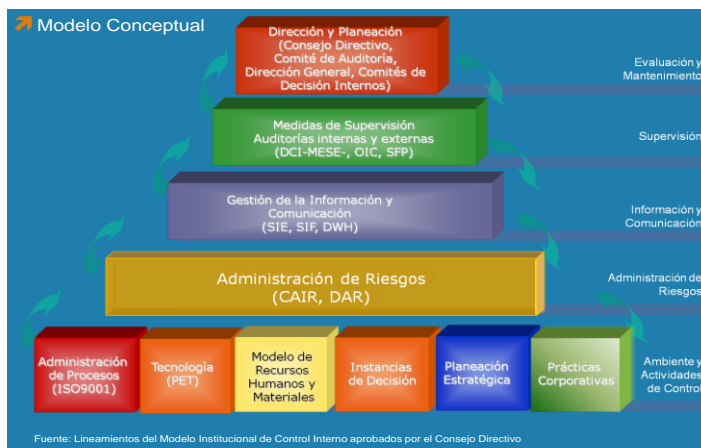 Modelo Conceptual
Dirección y Planeación
(Consejo Directivo,
Comité de Auditoría,
Dirección General, Comités de
Decisión Internos)
Evaluación y
Mantenimiento
Medidas de Supervisión
Auditorías internas y externas
(DCI-MESE-, OIC, SFP)
Supervisión
Gestión de la Información y
Comunicación
(SIE, SIF, DWH)
Información y
Comunicación
Administración de Riesgos
(CAIR, DAR)
Administración de
Riesgos
Administración
de Procesos
(ISO9001)
Tecnología
(PET)
Modelo de
Recursos
Humanos y
Materiales
Instancias
de Decisión
Planeación
Estratégica
Prácticas
Corporativas
Ambiente y
Actividades
de Control
Fuente: Lineamientos del Modelo Institucional de Control Interno aprobados por el Consejo Directivo